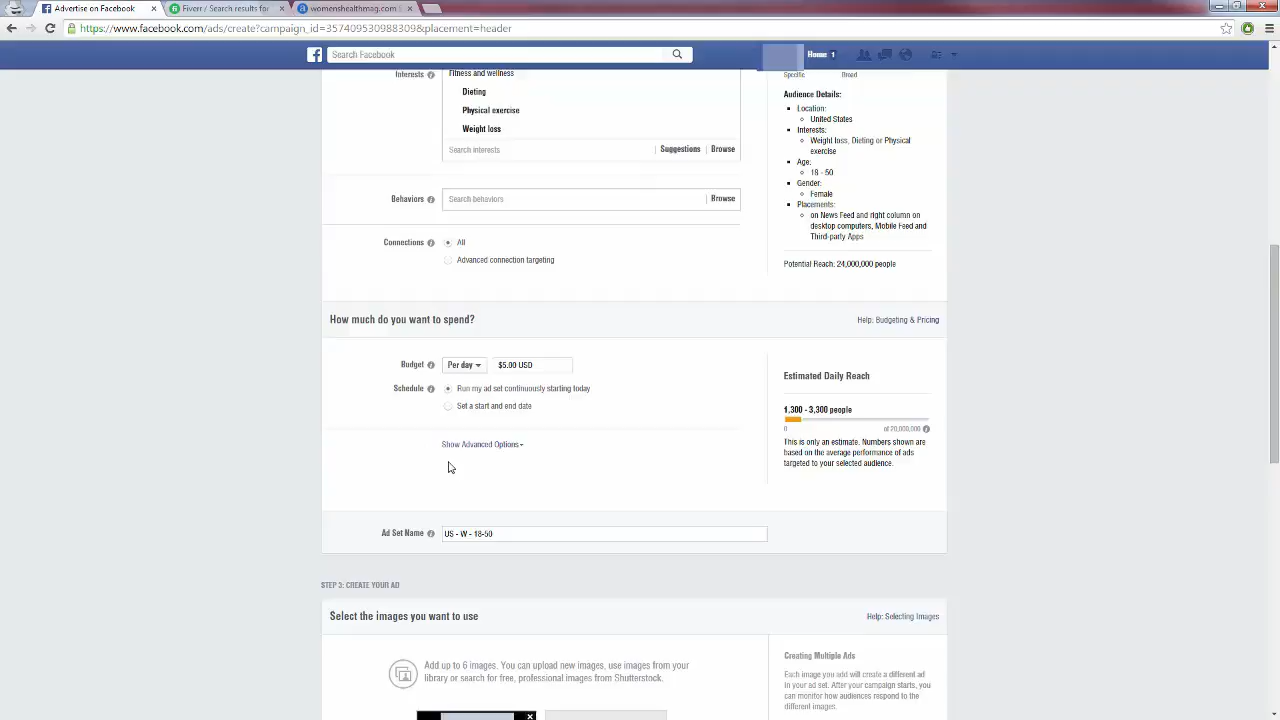 Advertise on Facebook
Fiverr / Search results for
womenshealthmag.com
https://www.facebook.com/ads/create?campaign_id=357409530988309&placement=header
Search Facebook
Home 1
Interests
Fitness and wellness
Dieting
Physical exercise
Weight loss
Search interests
Suggestions
Browse
Behaviors
Search behaviors
Browse
Connections
All
Advanced connection targeting
Specific
Broad
Audience Details:
Location:
United States
Interests:
Weight loss, Dieting or Physical
exercise
Age:
18 - 50
Gender:
Female
Placements:
on News Feed and right column on
desktop computers, Mobile Feed and
Third-party Apps
Potential Reach: 24,000,000 people
How much do you want to spend?
Help: Budgeting & Pricing
Budget
Per day
$5.00 USD
Schedule
Run my ad set continuously starting today
Set a start and end date
Show Advanced Options
Estimated Daily Reach
1,300 - 3,300 people
0
of 20,000,000
This is only an estimate. Numbers shown are
based on the average performance of ads
targeted to your selected audience.
Ad Set Name
US - W - 18-50
STEP 3: CREATE YOUR AD
Select the images you want to use
Help: Selecting Images
Add up to 6 images. You can upload new images, use images from your
library or search for free, professional images from Shutterstock.
Creating Multiple Ads
Each image you add will create a different ad
in your ad set. After your campaign starts, you
can monitor how audiences respond to the
different images.